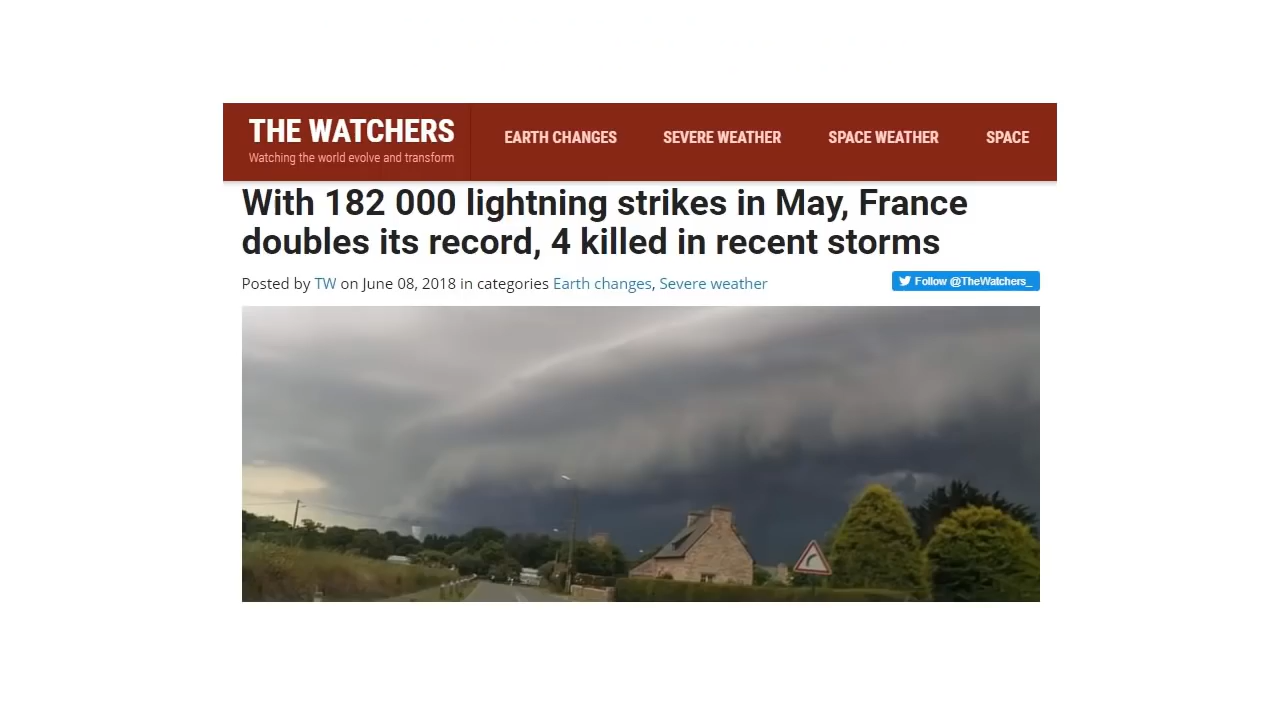 THE WATCHERS
Watching the world evolve and transform
EARTH CHANGES SEVERE WEATHER SPACE WEATHER SPACE
With 182 000 lightning strikes in May, France
doubles its record, 4 killed in recent storms
Posted by TW on June 08, 2018 in categories Earth changes, Severe weather
Follow @TheWatchers_